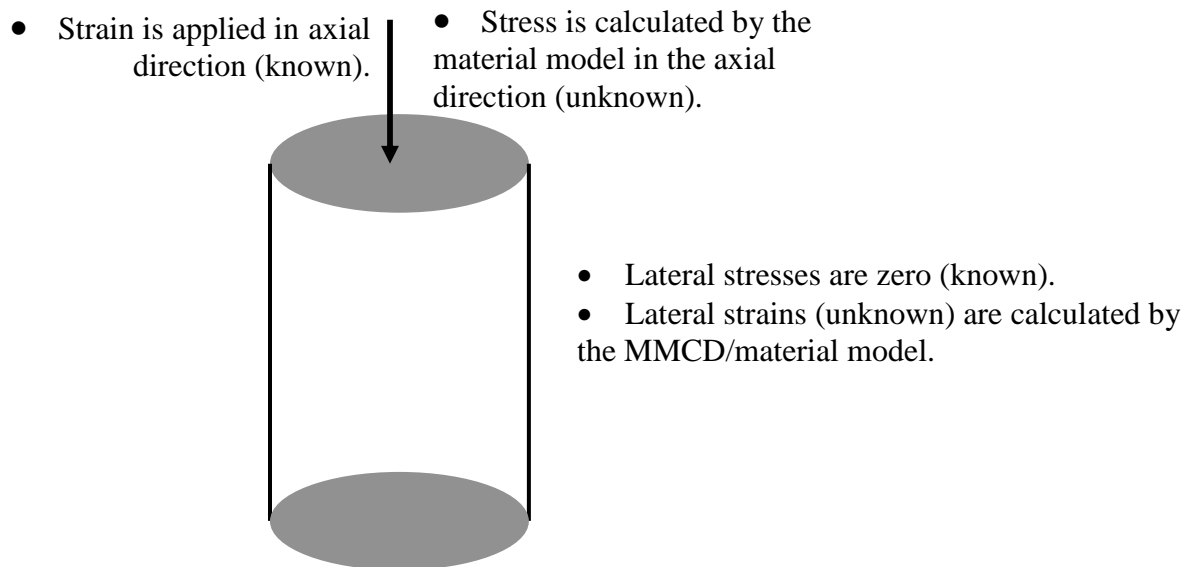 • Strain is applied in axial
direction (known).
• Stress is calculated by the
material model in the axial
direction (unknown).
• Lateral stresses are zero (known).
• Lateral strains (unknown) are calculated by
the MMCD/material model.